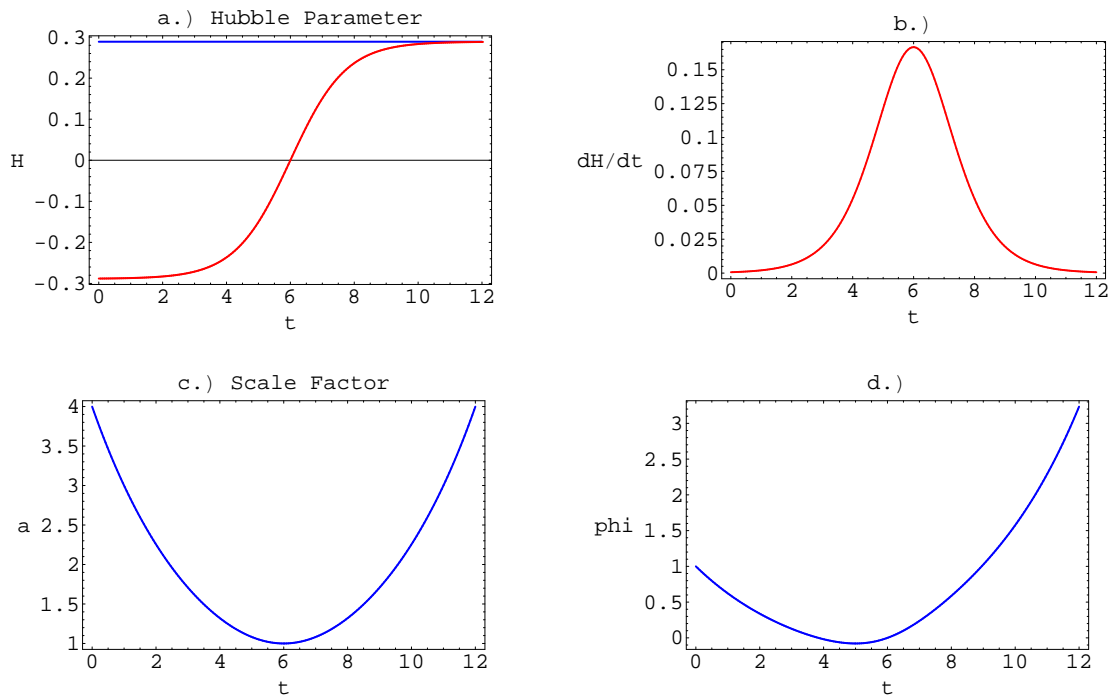 a.) Hubble Parameter
0.3
0.2
0.1
H
0
-0.1
-0.2
-0.3
0 2 4 6 8 10 12
t
b.)
0.15
0.125
0.1
dH/dt
0.075
0.05
0.025
0
0 2 4 6 8 10 12
t
c.) Scale Factor
4
3.5
3
a 2.5
2
1.5
1
0 2 4 6 8 10 12
t
d.)
3
2.5
2
phi 1.5
1
0.5
0
0 2 4 6 8 10 12
t